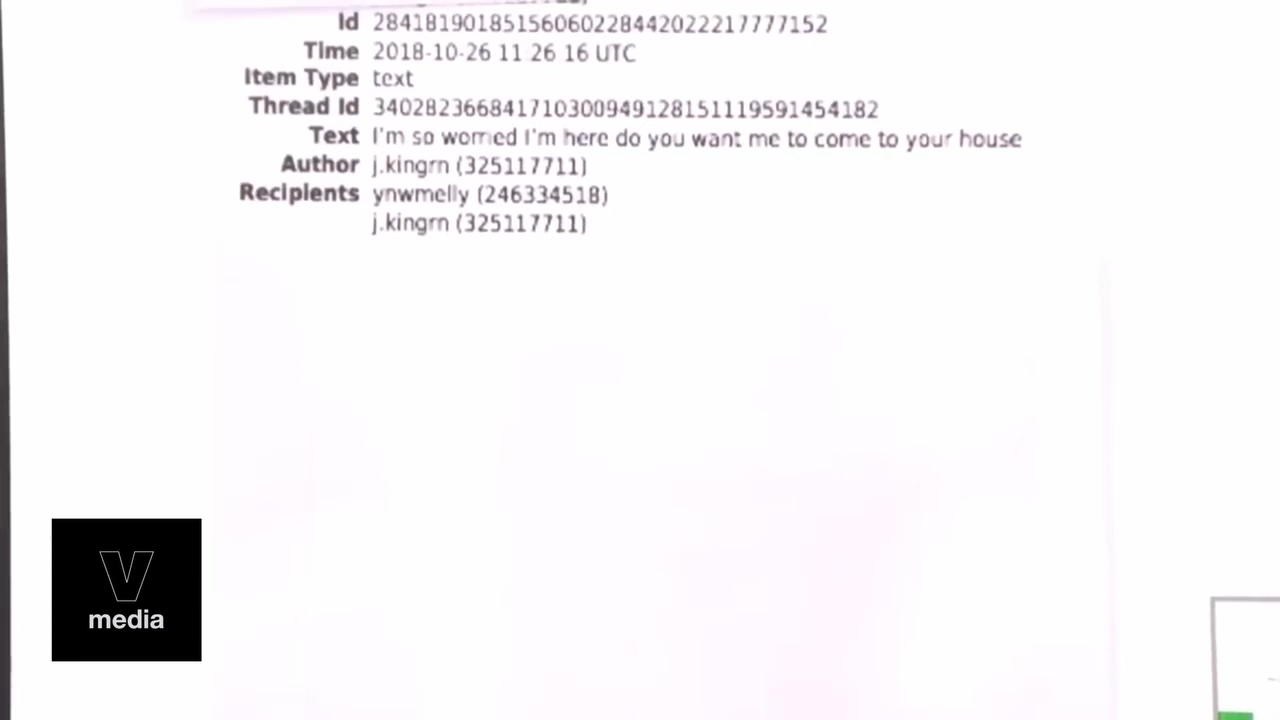 Id 28418190185156060228442022217777152
Time 2018-10-26 11 26 16 UTC
Item Type text
Thread Id 340282366841710300949128151119591454182
Text I'm so worried I'm here do you want me to come to your house
Author j.kingrn (325117711)
Recipients ynwmelly (246334518)
j.kingrn (325117711)
V
media